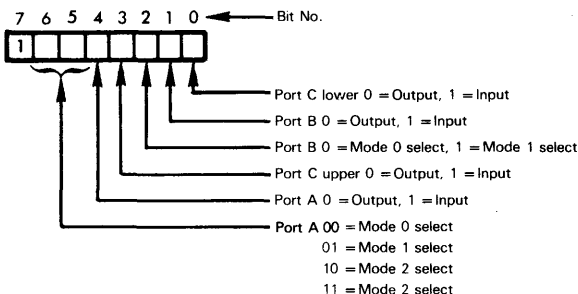 7 6 5 4 3 2 1 0 Bit No.
1
Port C lower 0 = Output, 1 = Input
Port B 0 = Output, 1 = Input
Port B 0 = Mode 0 select, 1 = Mode 1 select
Port C upper 0 = Output, 1 = Input
Port A 0 = Output, 1 = Input
Port A 00 = Mode 0 select
01 = Mode 1 select
10 = Mode 2 select
11 = Mode 2 select